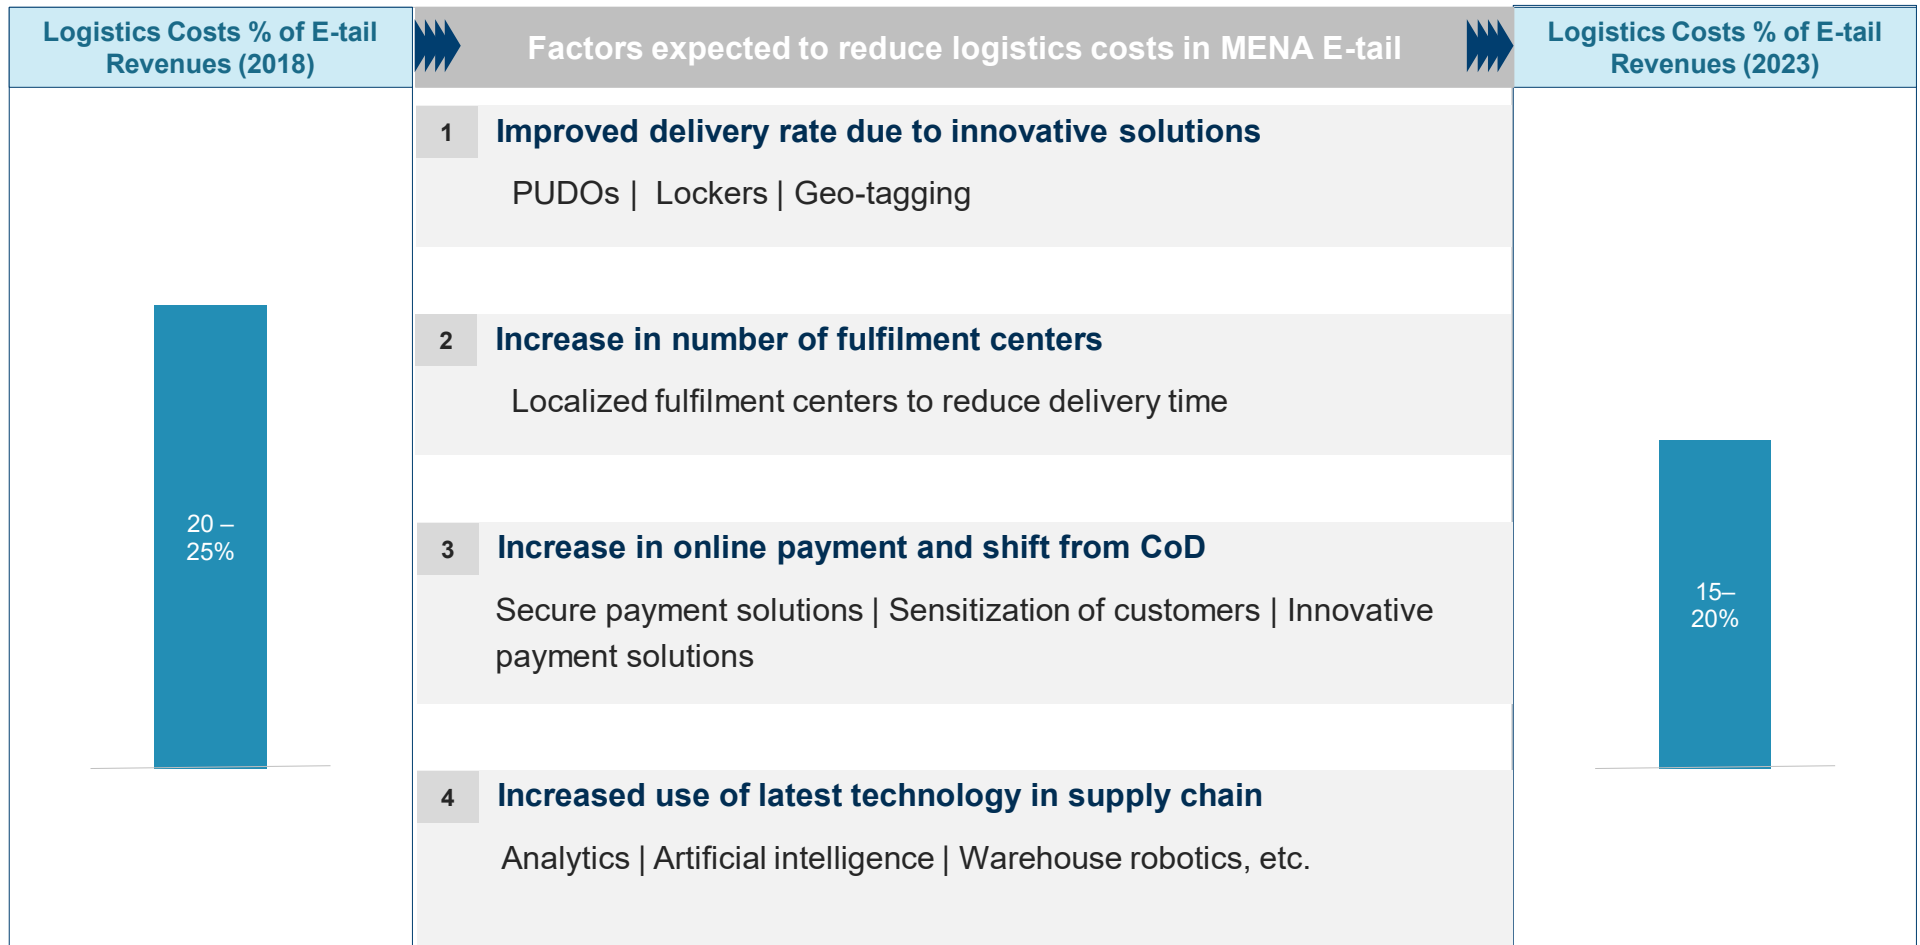 Logistics Costs % of E-tail
Revenues (2018)
Factors expected to reduce logistics costs in MENA E-tail
Logistics Costs % of E-tail
Revenues (2023)
20 –
25%
1
Improved delivery rate due to innovative solutions
PUDOs | Lockers | Geo-tagging
2
Increase in number of fulfilment centers
Localized fulfilment centers to reduce delivery time
3
Increase in online payment and shift from CoD
Secure payment solutions | Sensitization of customers | Innovative
payment solutions
4
Increased use of latest technology in supply chain
Analytics | Artificial intelligence | Warehouse robotics, etc.
15–
20%